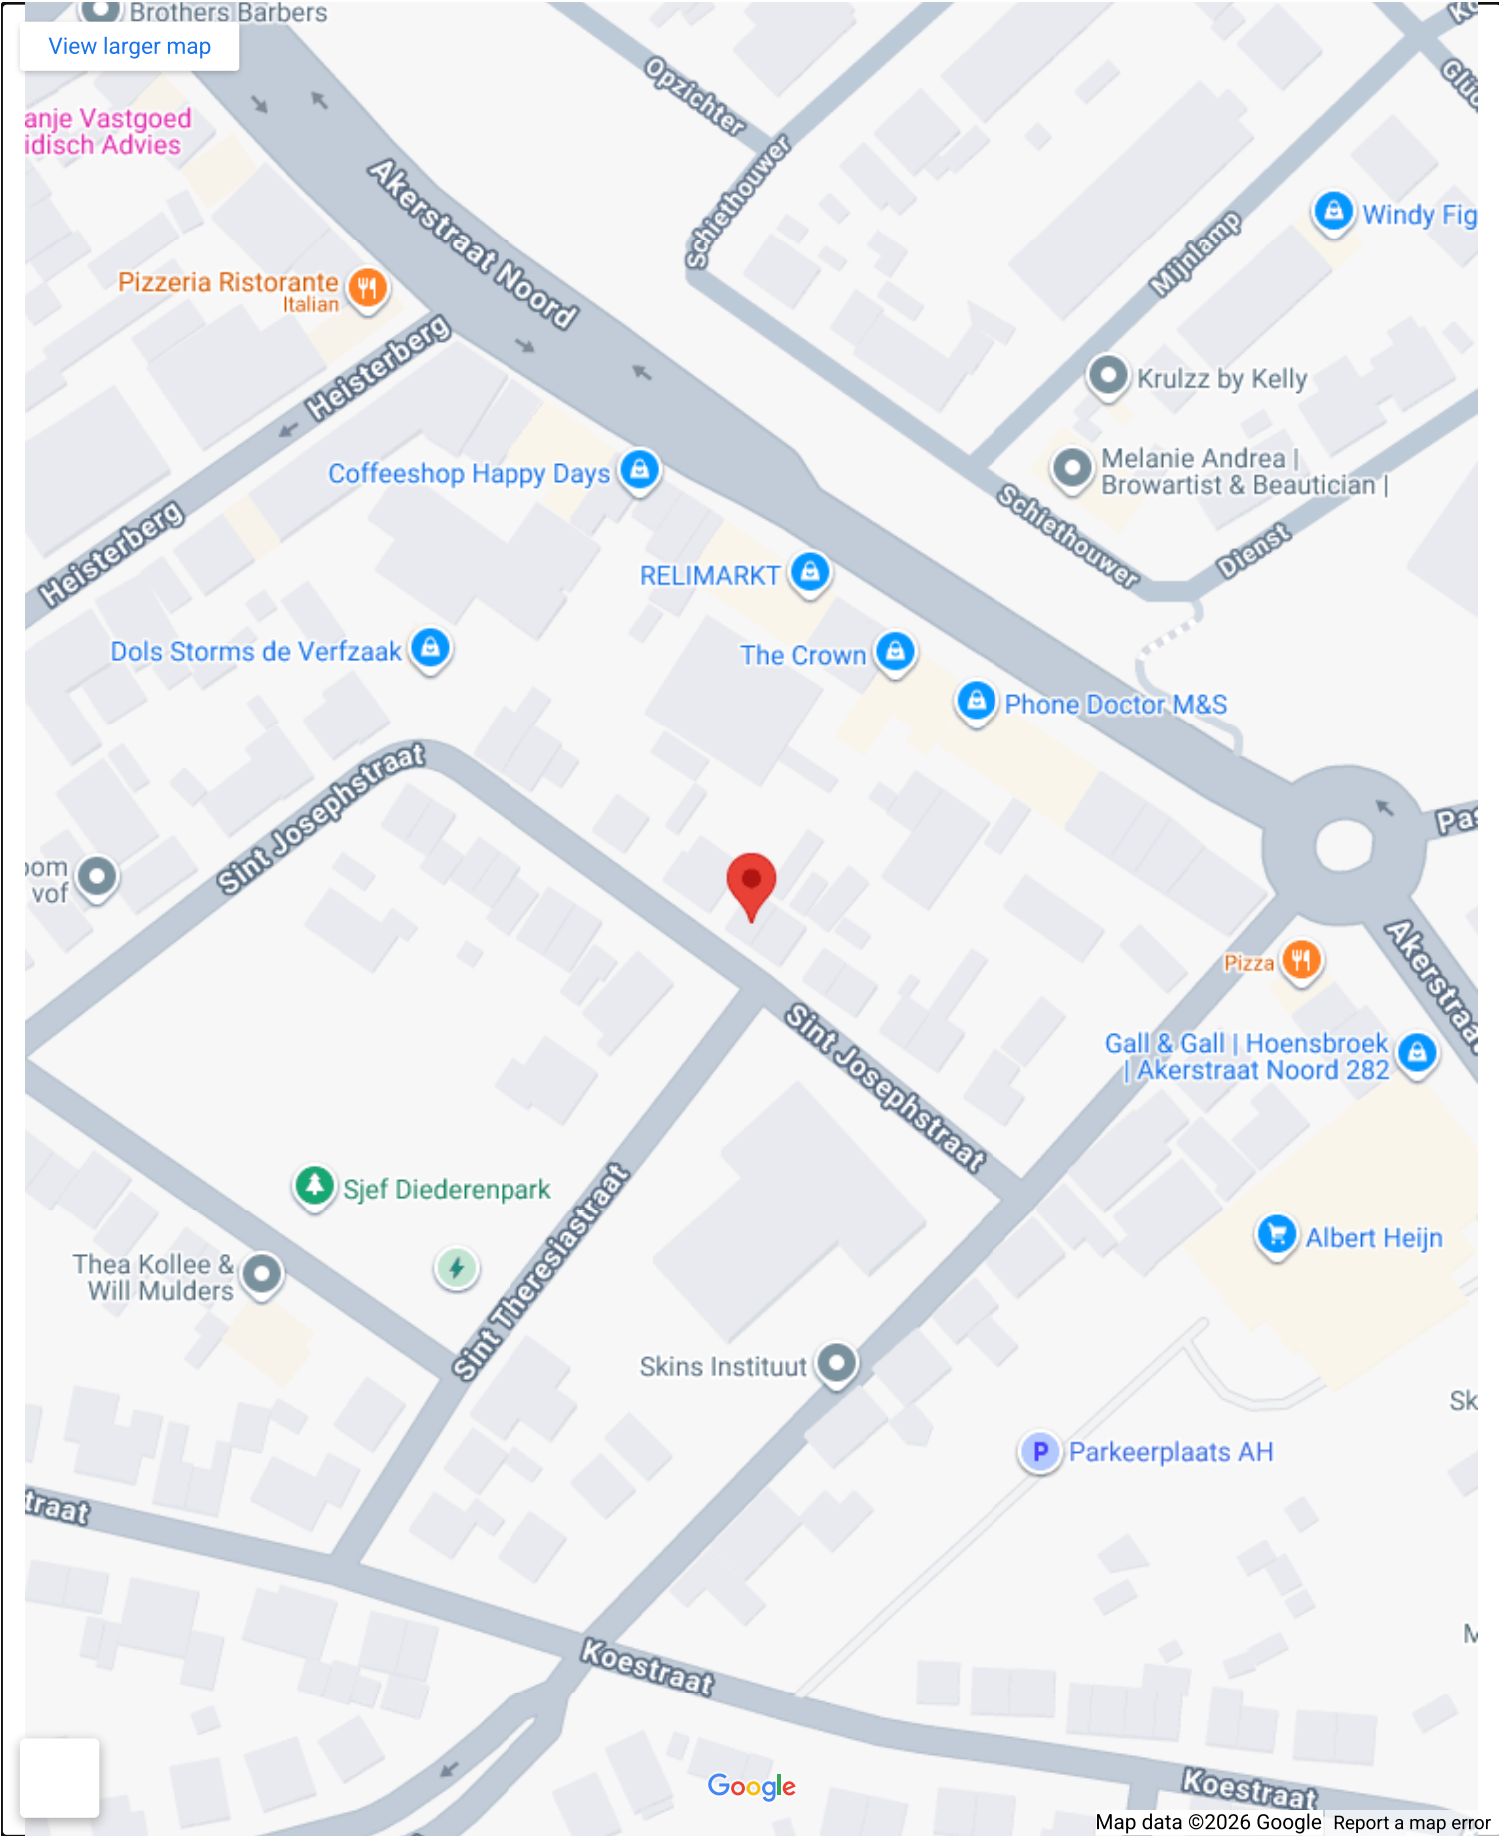 Brothers Barbers
View larger map
anje Vastgoed
idisch Advies
Opzichter
Schiethouwer
Akerstraat Noord
Mijnlamp
Windy Fig
Pizzeria Ristorante
Italian
Heisterberg
Krulzz by Kelly
Coffeeshop Happy Days
Melanie Andrea |
Browartist & Beautician |
Schiethouwer
Dienst
Heisterberg
RELIMARKT
Dols Storms de Verfzaak
The Crown
Phone Doctor M&S
Sint Josephstraat
Pas
oom
vof
Akerstraat
Pizza
Sint Josephstraat
Gall & Gall | Hoensbroek
| Akerstraat Noord 282
Sjef Diederenpark
Sint Theresiastraat
Albert Heijn
Thea Kollee &
Will Mulders
Skins Instituut
Sk
P
Parkeerplaats AH
traat
Koestraat
Google
Koestraat
Map data ©2026 Google
Report a map error